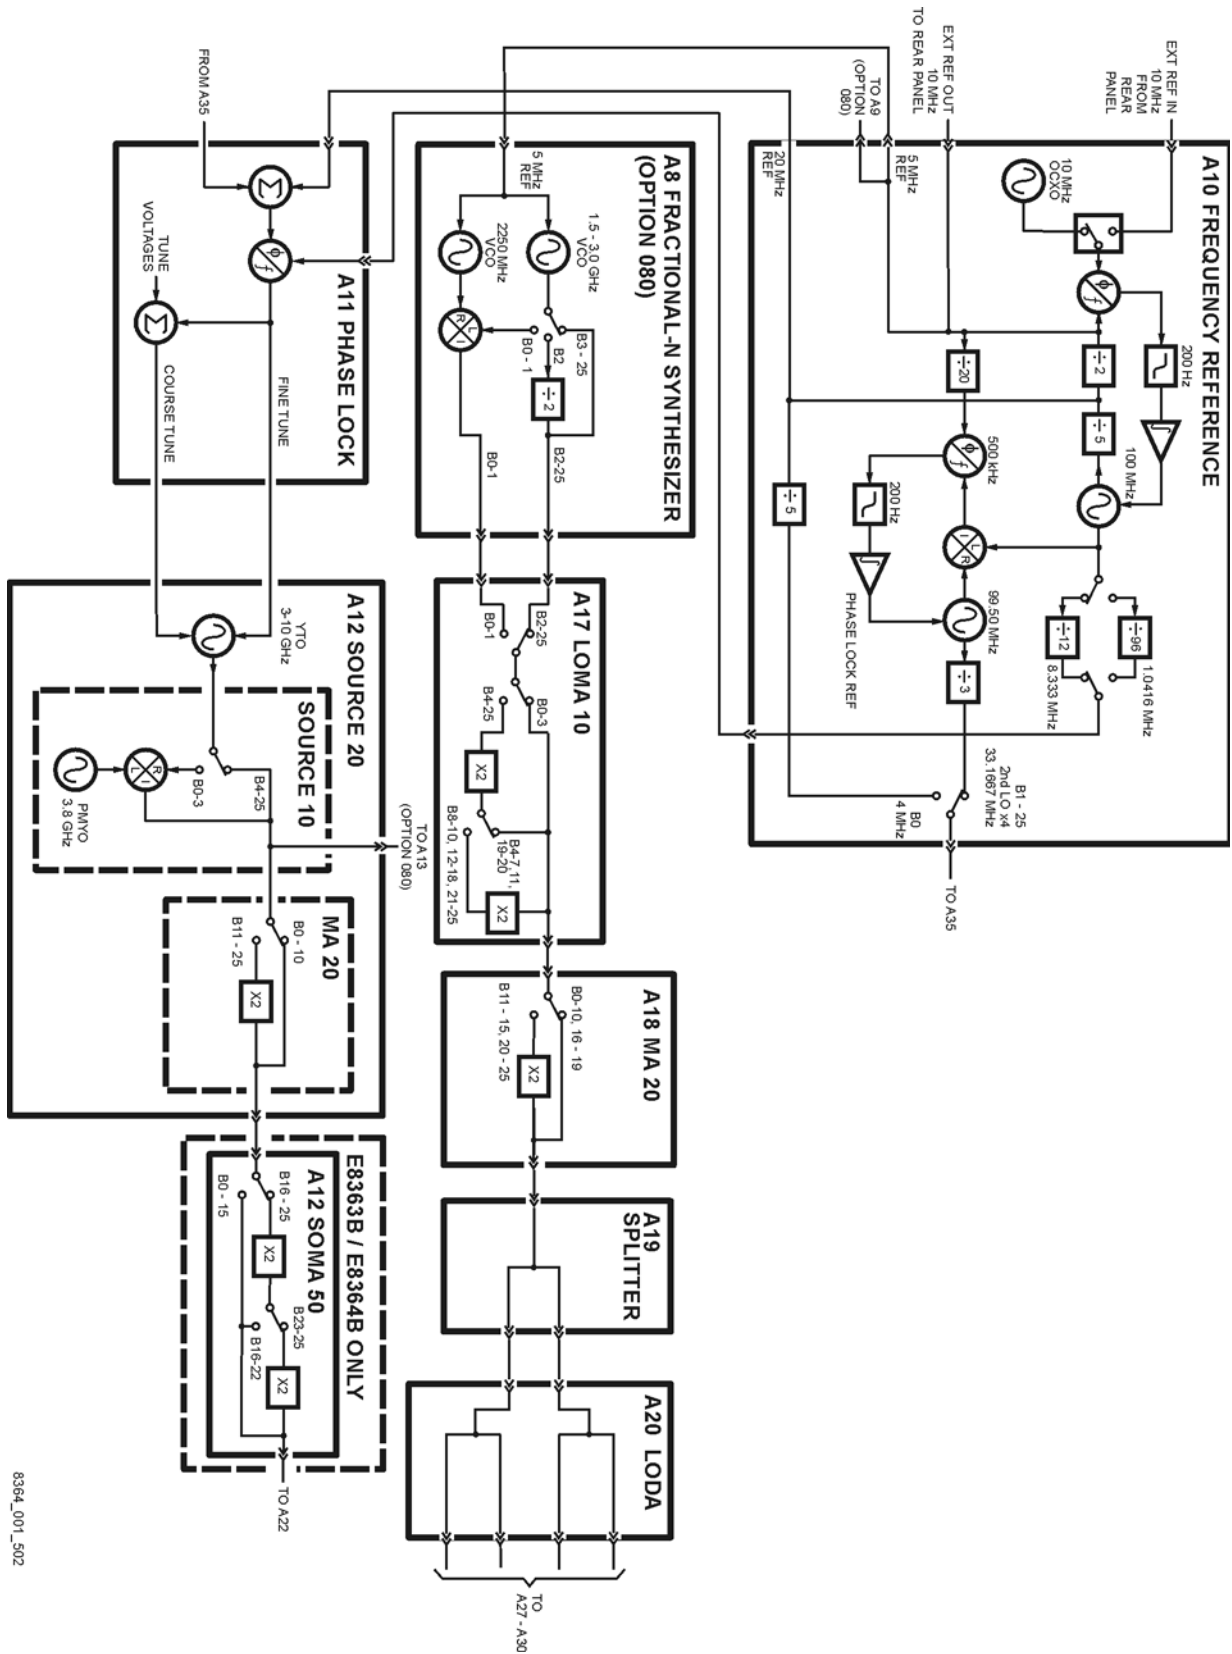 A10 FREQUENCY REFERENCE
EXT REF IN
10 MHz
FROM
REAR
PANEL
EXT REF OUT
10 MHz
TO REAR PANEL
TO A9
(OPTION
080)
10 MHz
OCXO
ϕ
f
200 Hz
÷2
÷5
100 MHz
5 MHz
REF
20 MHz
REF
÷20
500 kHz
ϕ
f
200 Hz
L
I
R
99.50 MHz
PHASE LOCK REF
÷3
÷5
÷96
÷12
1.0416 MHz
8.333 MHz
B1 - 25
2nd LO x4
33.1667 MHz
B0
4 MHz
TO A35
A8 FRACTIONAL-N SYNTHESIZER
(OPTION 080)
5 MHz
REF
1.5 - 3.0 GHz
VCO
2250 MHz
VCO
L
R
I
B3 - 25
B2
B0 - 1
÷2
B2-25
B0-1
A17 LOMA 10
B2-25
B0-1
B0-3
B4-25
X2
B4-7, 11,
19-20
B8-10, 12-18, 21-25
X2
A18 MA 20
B0-10, 16 - 19
B11 - 15, 20 - 25
X2
A19
SPLITTER
A20 LODA
TO
A27 - A30
FROM A35
Σ
ϕ
f
A11 PHASE LOCK
TUNE
VOLTAGES
Σ
FINE TUNE
COURSE TUNE
A12 SOURCE 20
YTO
3-10 GHz
SOURCE 10
R
L
I
PMYO
3.8 GHz
B4-25
B0-3
TO A13
(OPTION 080)
MA 20
B0 - 10
B11 - 25
X2
E8363B / E8364B ONLY
A12 SOMA 50
B16 - 25
B0 - 15
X2
B23-25
B16-22
X2
TO A22
8364_001_502